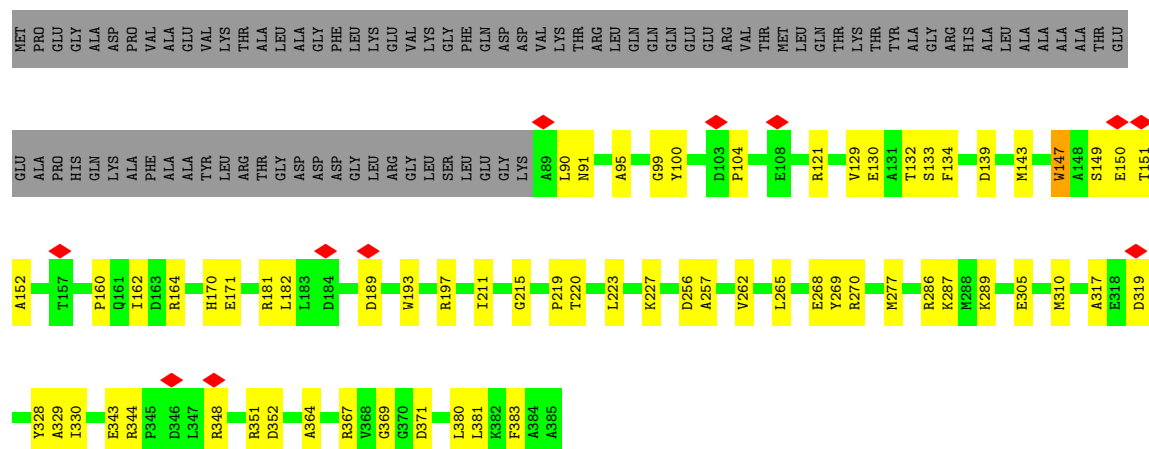 MET PRO GLU GLY ALA ASP PRO VAL ALA GLU VAL LYS THR ALA LEU ALA GLY PHE LEU LYS GLU VAL LYS GLY PHE GLN ASP ASP VAL LYS THR ARG LEU GLN GLN GLN GLU GLU ARG VAL THR MET LEU GLN THR LYS THR TYR ALA GLY ARG HIS ALA LEU ALA ALA ALA ALA THR GLU
GLU ALA PRO HIS GLN LYS ALA PHE ALA ALA TYR LEU ARG THR GLY ASP ASP ASP GLY LEU ARG GLY LEU SER LEU GLU GLY LYS A89 L90 N91 A95 G99 Y100 D103 P104 E108 R121 V129 E130 A131 T132 S133 F134 D139 M143 W147 A148 S149 E150 T151
A152 T157 P160 Q161 I162 D163 R164 H170 E171 R181 L182 L183 D184 D189 W193 R197 I211 G215 P219 T220 L223 K227 D256 A257 V262 L265 E268 Y269 R270 M277 R286 K287 M288 K289 E305 M310 A317 E318 D319
Y328 A329 I330 E343 R344 P345 D346 L347 R348 R351 D352 A364 R367 V368 G369 G370 D371 L380 L381 K382 F383 A384 A385